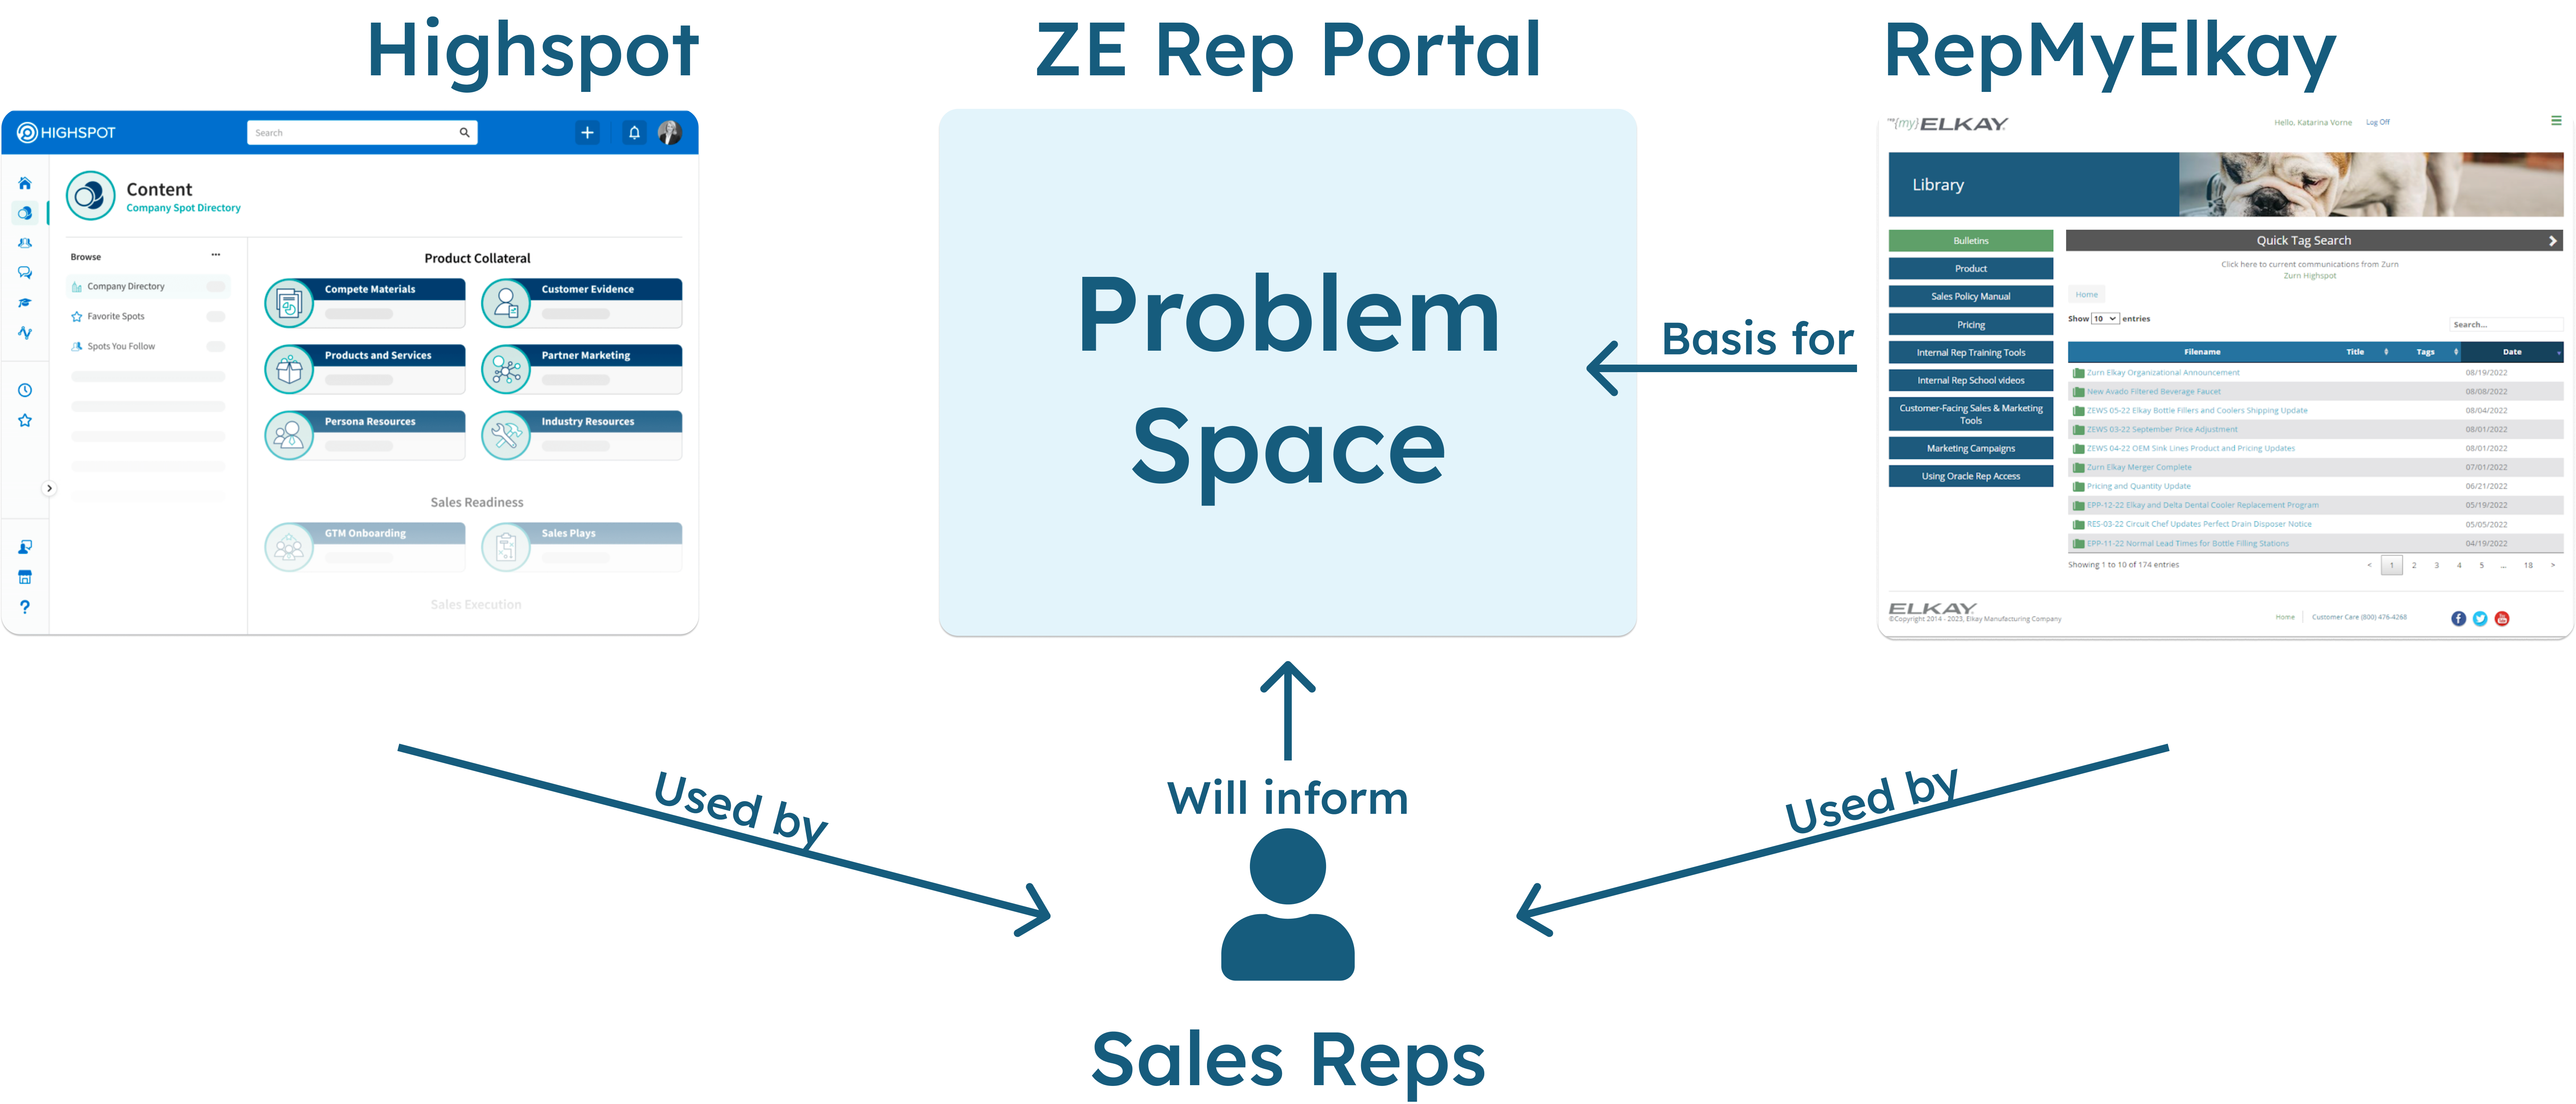 Highspot
ZE Rep Portal
RepMyElkay
HIGHSPOT
Search
Content
Company Spot Directory
Browse
...
Company Directory
Favorite Spots
Spots You Follow
Product Collateral
Compete Materials
Customer Evidence
Products and Services
Partner Marketing
Persona Resources
Industry Resources
Sales Readiness
GTM Onboarding
Sales Plays
Sales Execution
?
Problem
Space
Basis for
{my}ELKAY
Hello, Katarina Vorne Log Off
Library
Bulletins
Product
Sales Policy Manual
Pricing
Internal Rep Training Tools
Internal Rep School videos
Customer-Facing Sales & Marketing
Tools
Marketing Campaigns
Using Oracle Rep Access
Quick Tag Search
Click here to current communications from Zurn
Zurn Highspot
Home
Show 10 entries
Search...
Filename Title Tags Date
Zurn Elkay Organizational Announcement 08/19/2022
New Avado Filtered Beverage Faucet 08/08/2022
ZEWS 05-22 Elkay Bottle Fillers and Coolers Shipping Update 08/04/2022
ZEWS 03-22 September Price Adjustment 08/01/2022
ZEWS 04-22 OEM Sink Lines Product and Pricing Updates 08/01/2022
Zurn Elkay Merger Complete 07/01/2022
Pricing and Quantity Update 06/21/2022
EPP-12-22 Elkay and Delta Dental Cooler Replacement Program 05/19/2022
RES-03-22 Circuit Chef Updates Perfect Drain Disposer Notice 05/05/2022
EPP-11-22 Normal Lead Times for Bottle Filling Stations 04/19/2022
Showing 1 to 10 of 174 entries
< 1 2 3 4 5 ... 18 >
ELKAY
©Copyright 2014 - 2023, Elkay Manufacturing Company
Home Customer Care (800) 476-4268
Used by
Will inform
Used by
Sales Reps